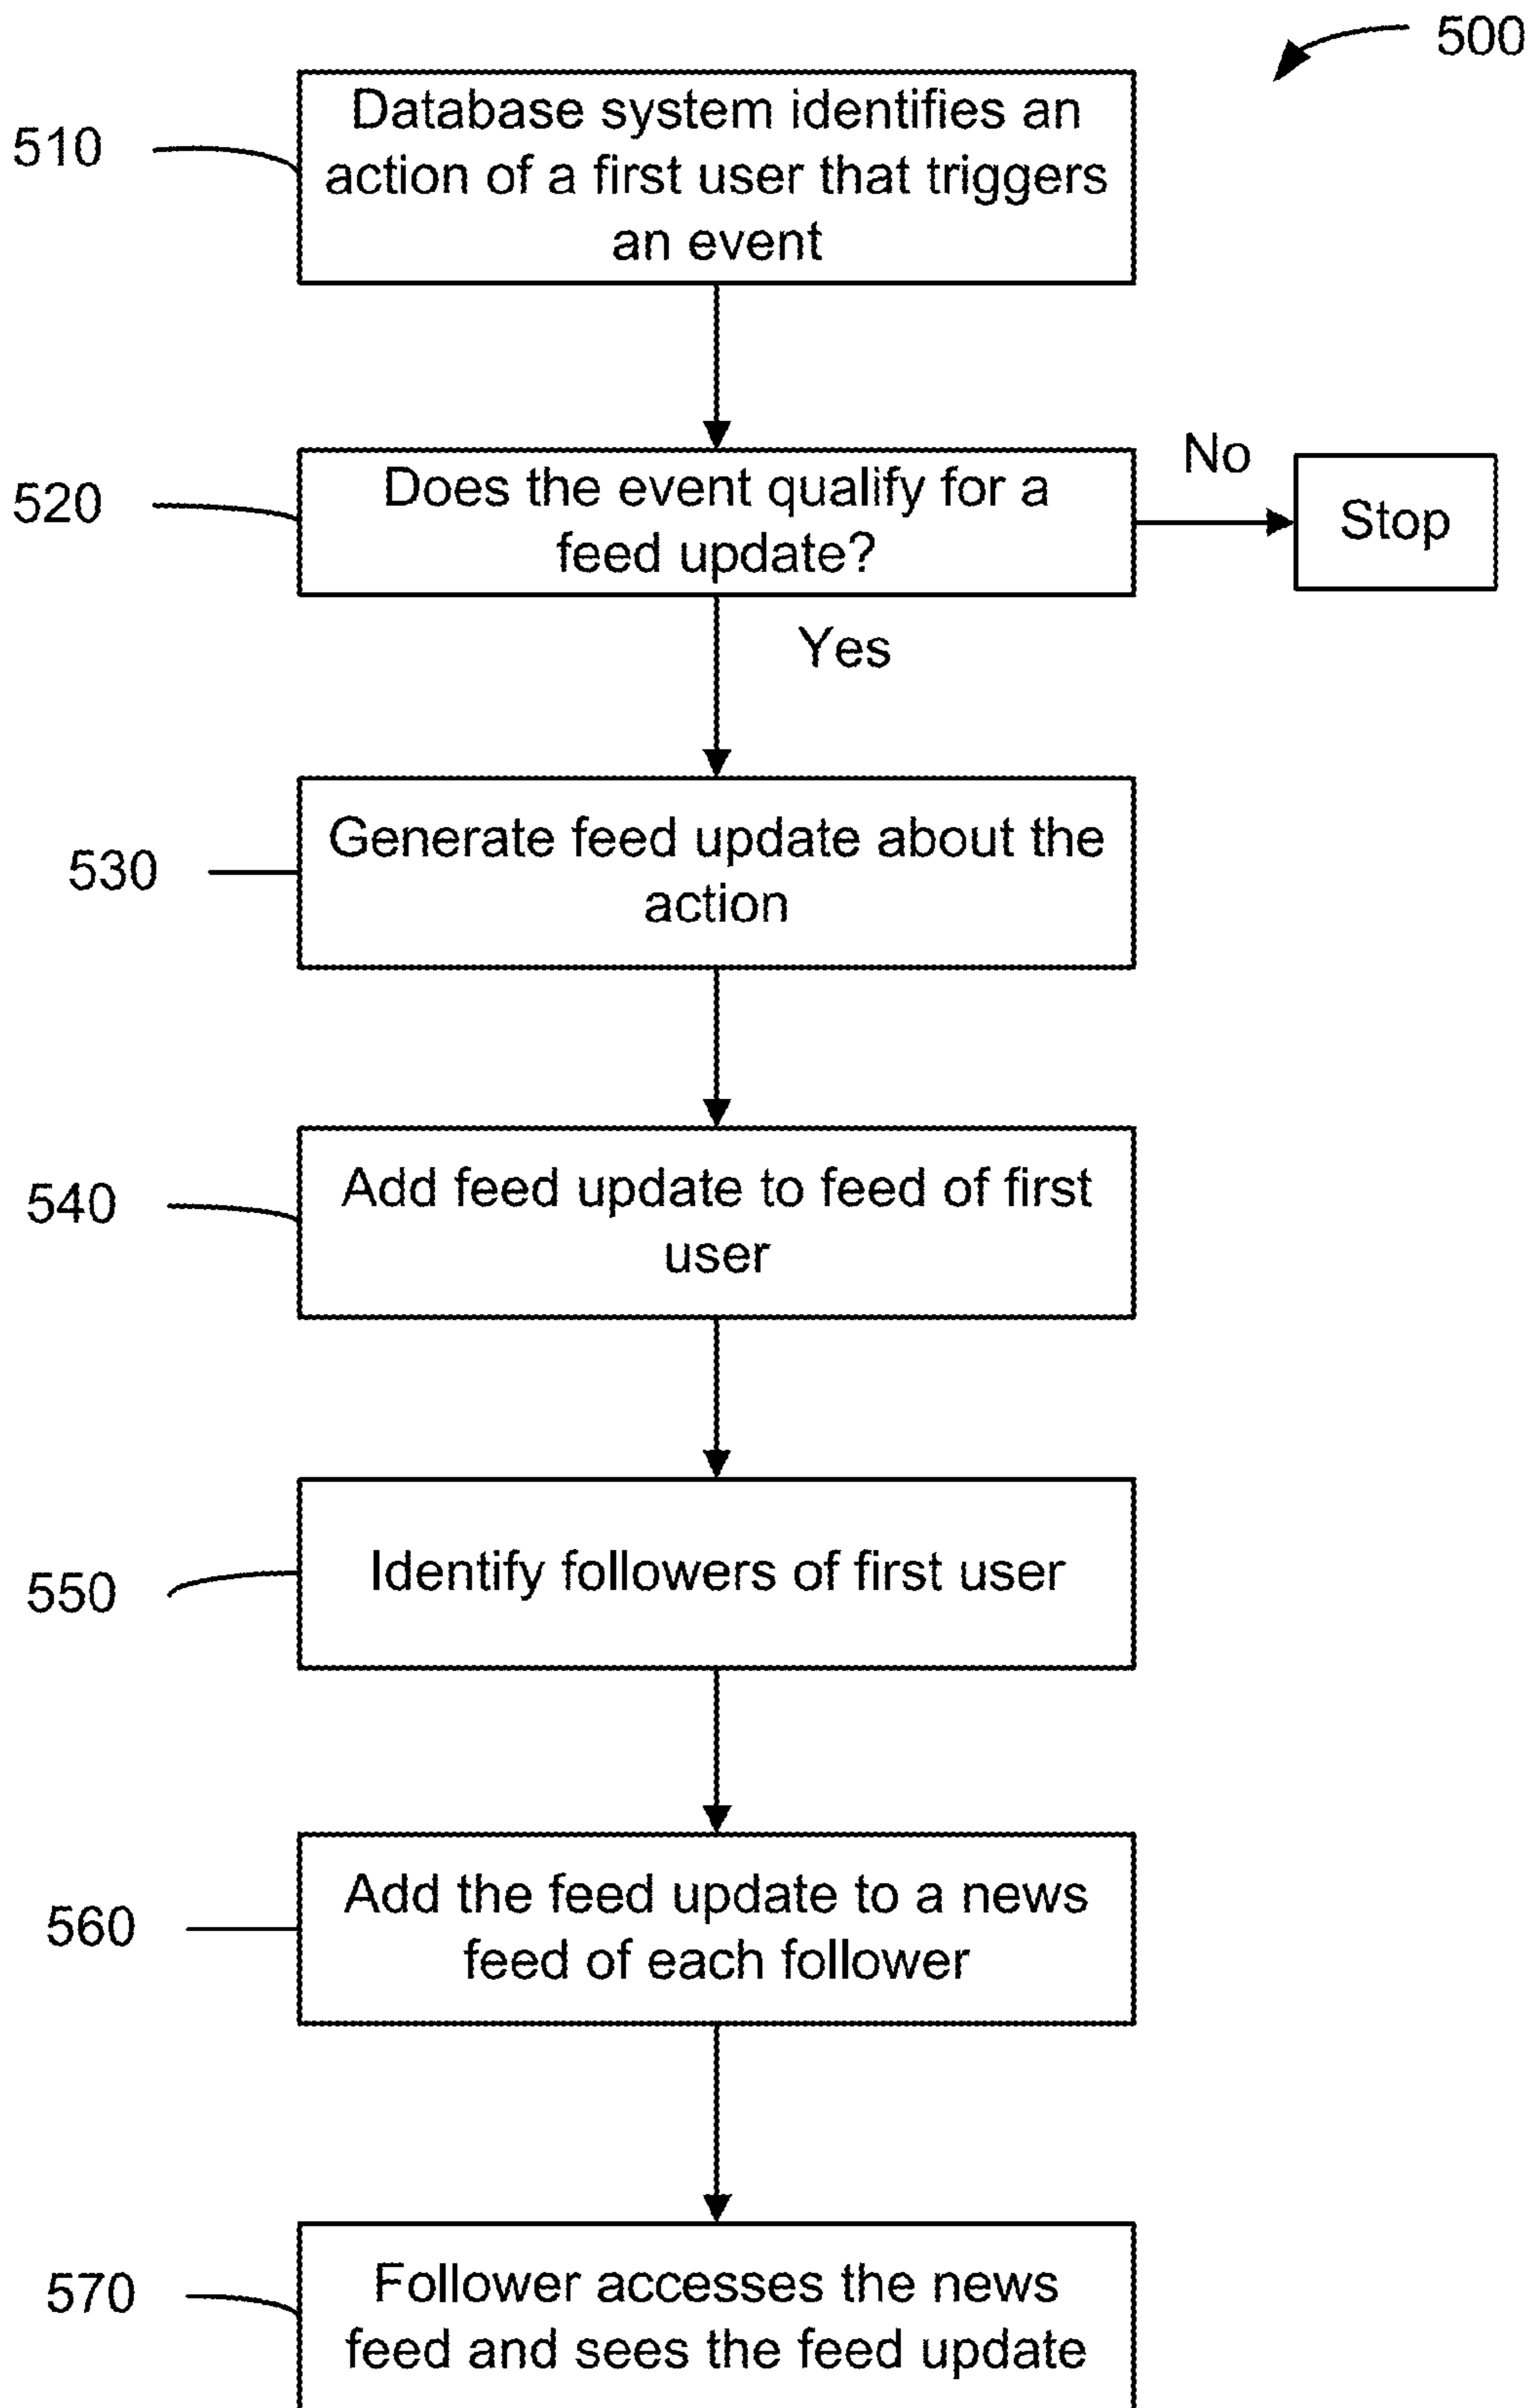 500
510
Database system identifies an
action of a first user that triggers
an event
520
Does the event qualify for a
feed update?
No
Stop
Yes
530
Generate feed update about the
action
540
Add feed update to feed of first
user
550
Identify followers of first user
560
Add the feed update to a news
feed of each follower
570
Follower accesses the news
feed and sees the feed update